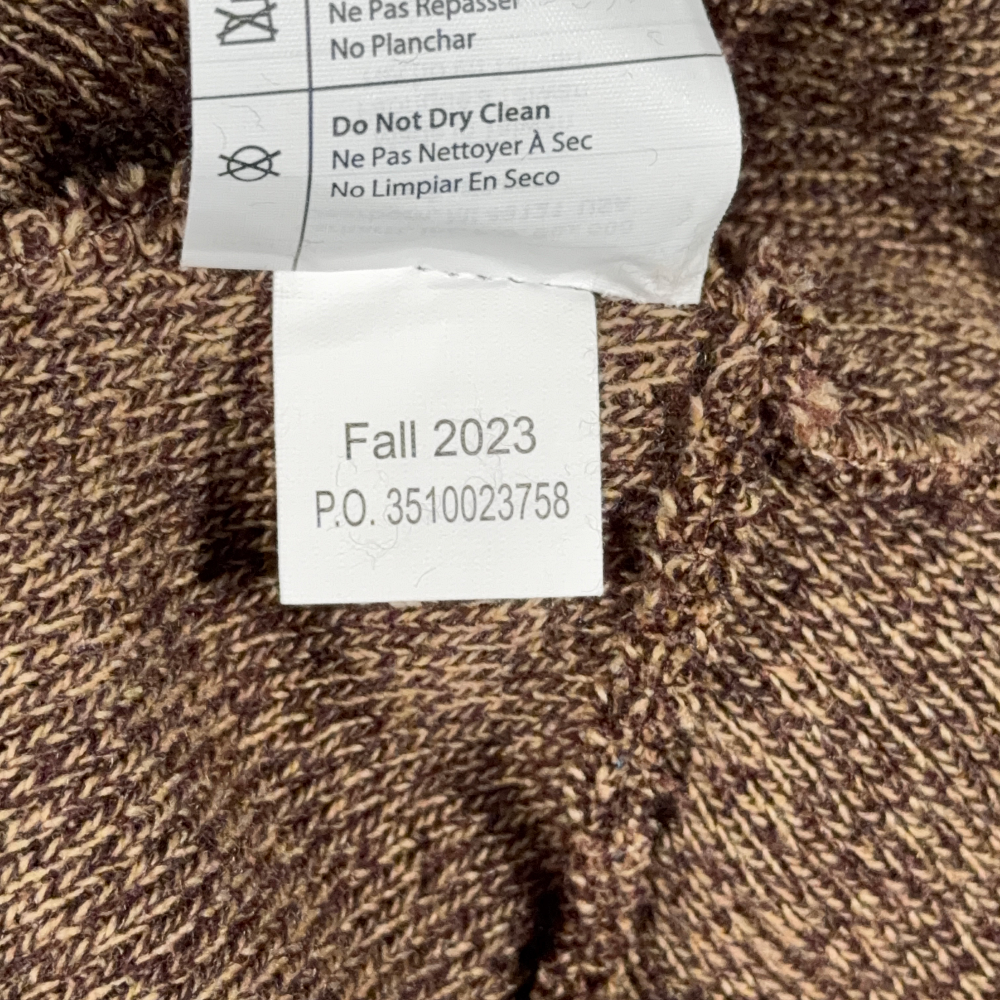 Ne Pas Repasser
No Planchar
Do Not Dry Clean
Ne Pas Nettoyer À Sec
No Limpiar En Seco
Fall 2023
P.O. 3510023758